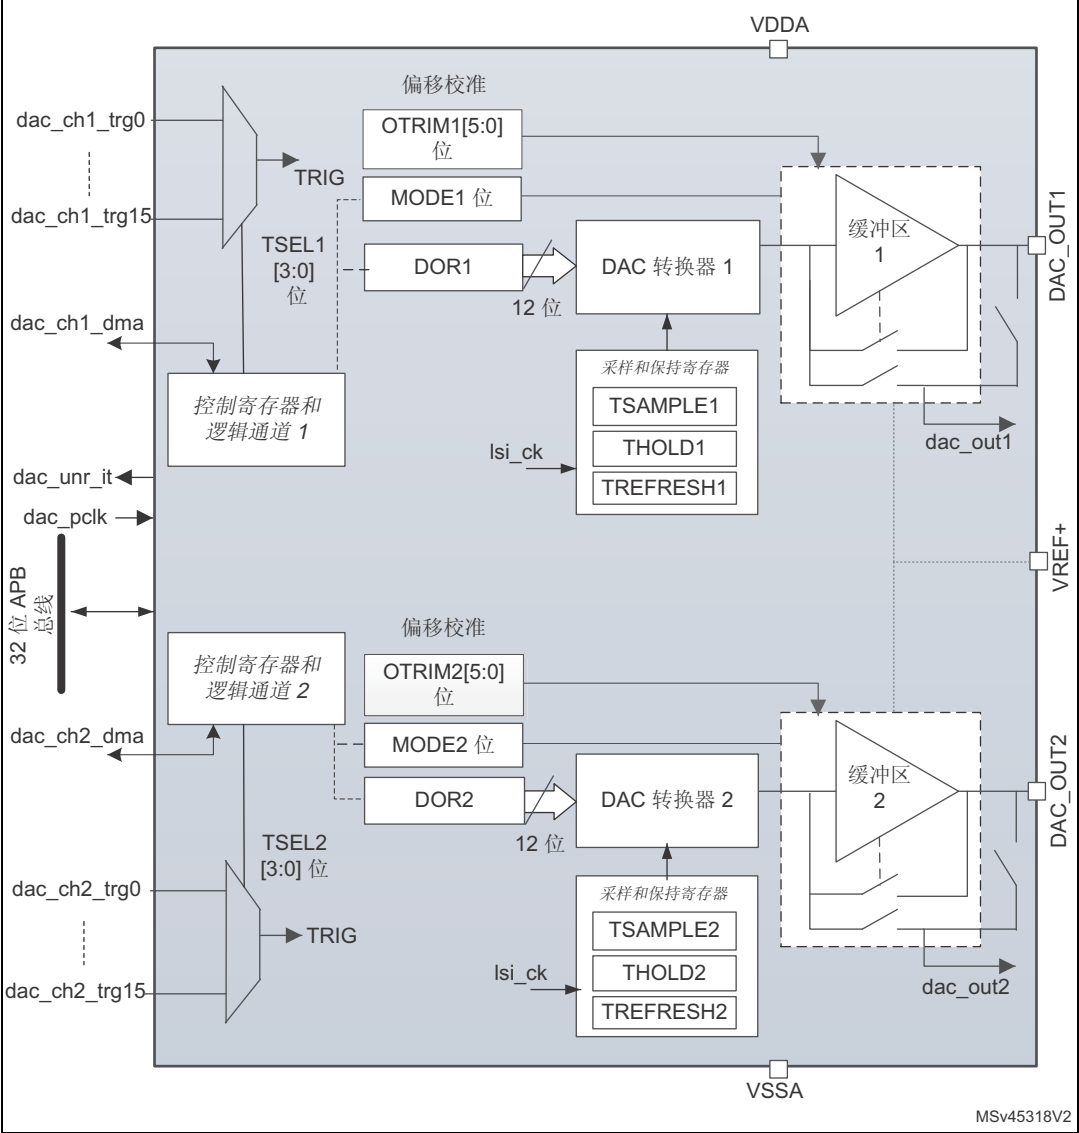 VDDA
偏移校准
dac_ch1_trg0
OTRIM1[5:0]
位
TRIG
MODE1 位
dac_ch1_trg15
TSEL1
[3:0]
位
DOR1
12 位
DAC 转换器 1
缓冲区
1
DAC_OUT1
dac_ch1_dma
控制寄存器和
逻辑通道 1
采样和保持寄存器
TSAMPLE1
THOLD1
TREFRESH1
lsi_ck
dac_out1
dac_unr_it
dac_pclk
VREF+
32 位 APB
总线
控制寄存器和
逻辑通道 2
偏移校准
OTRIM2[5:0]
位
dac_ch2_dma
MODE2 位
DOR2
12 位
DAC 转换器 2
缓冲区
2
DAC_OUT2
TSEL2
[3:0] 位
dac_ch2_trg0
TRIG
dac_ch2_trg15
采样和保持寄存器
TSAMPLE2
THOLD2
TREFRESH2
lsi_ck
dac_out2
VSSA
MSv45318V2